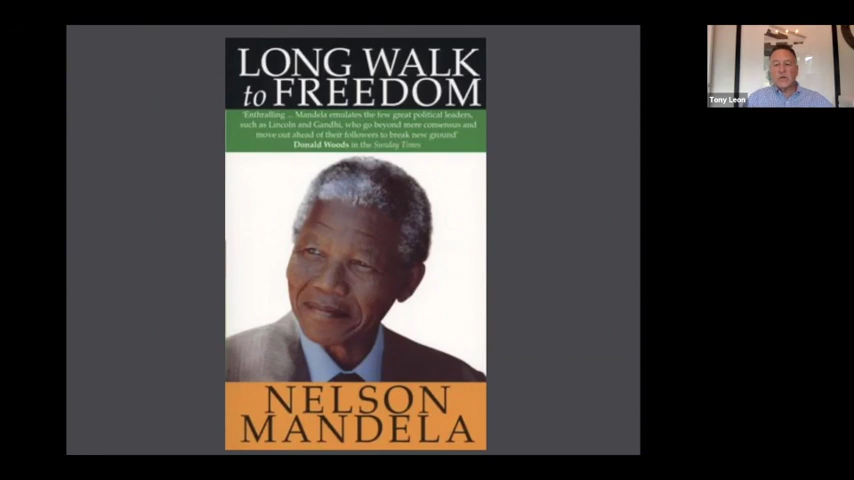 LONG WALK
to FREEDOM
'Enthralling ... Mandela emulates the few great political leaders,
such as Lincoln and Gandhi, who go beyond mere consensus and
move out ahead of their followers to break new ground'
Donald Woods in the Sunday Times
NELSON
MANDELA
Tony Leon